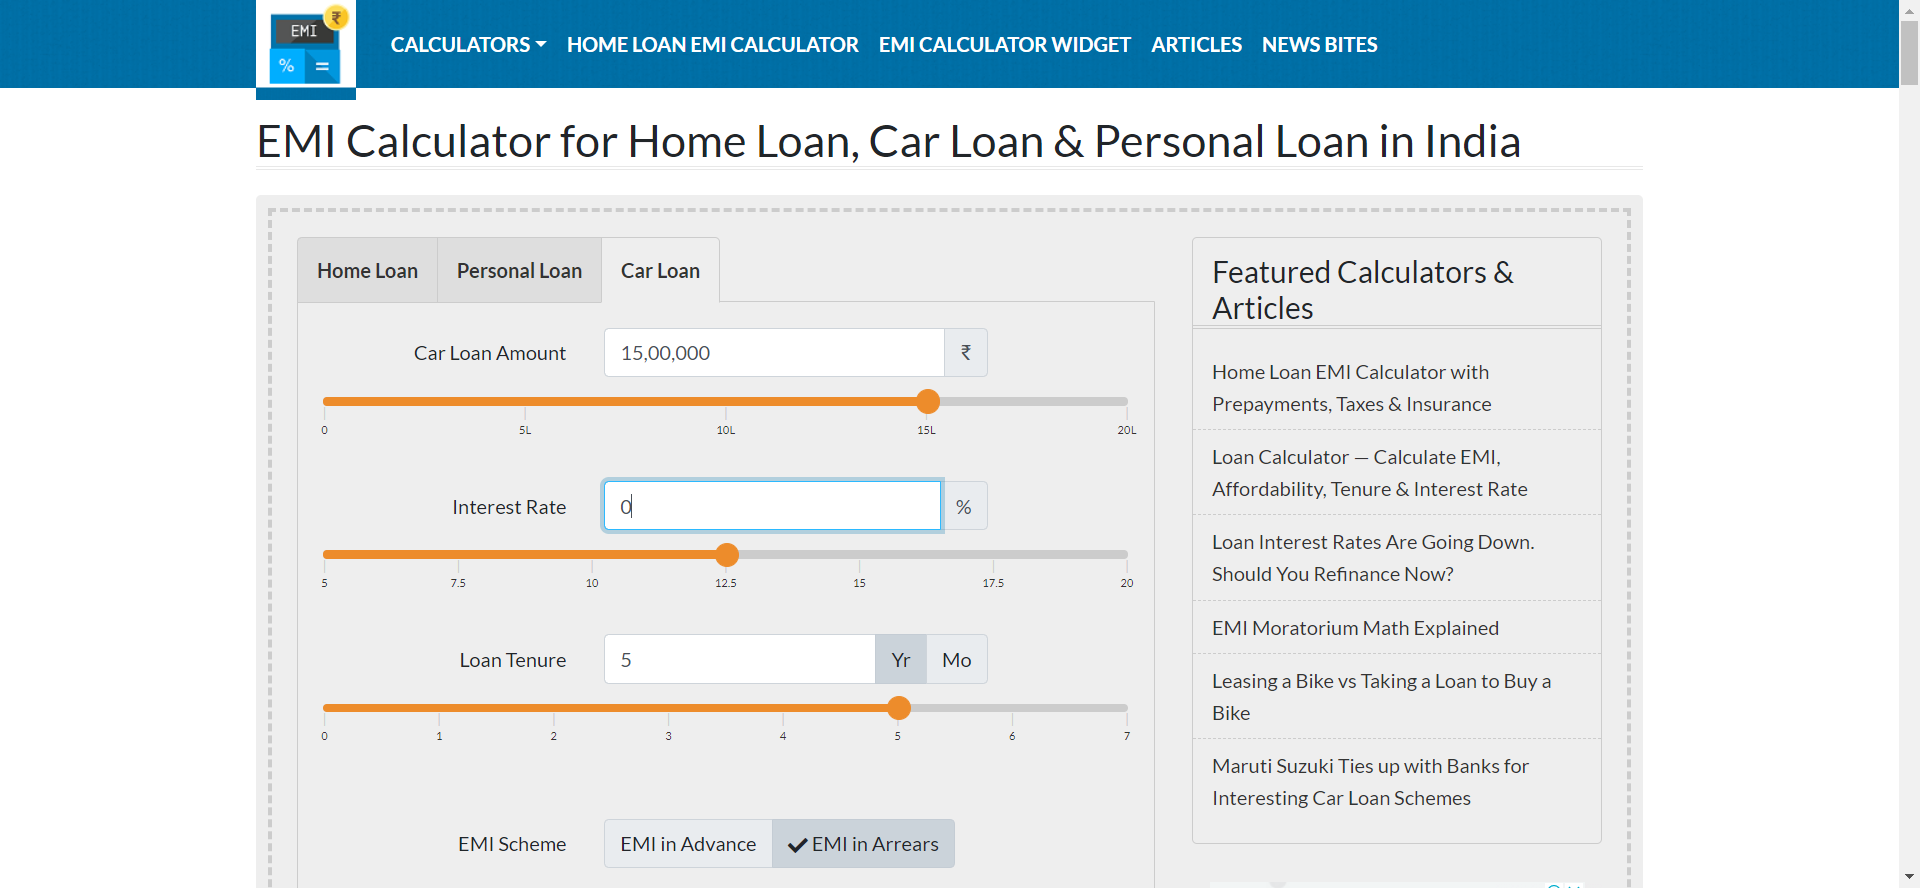 EMI
₹
%
=
CALCULATORS
HOME LOAN EMI CALCULATOR
EMI CALCULATOR WIDGET
ARTICLES
NEWS BITES
EMI Calculator for Home Loan, Car Loan & Personal Loan in India
Home Loan
Personal Loan
Car Loan
Car Loan Amount
15,00,000
₹
0
5L
10L
15L
20L
Interest Rate
0
%
5
7.5
10
12.5
15
17.5
20
Loan Tenure
5
Yr
Mo
0
1
2
3
4
5
6
7
EMI Scheme
EMI in Advance
EMI in Arrears
Featured Calculators &
Articles
Home Loan EMI Calculator with
Prepayments, Taxes & Insurance
Loan Calculator — Calculate EMI,
Affordability, Tenure & Interest Rate
Loan Interest Rates Are Going Down.
Should You Refinance Now?
EMI Moratorium Math Explained
Leasing a Bike vs Taking a Loan to Buy a
Bike
Maruti Suzuki Ties up with Banks for
Interesting Car Loan Schemes